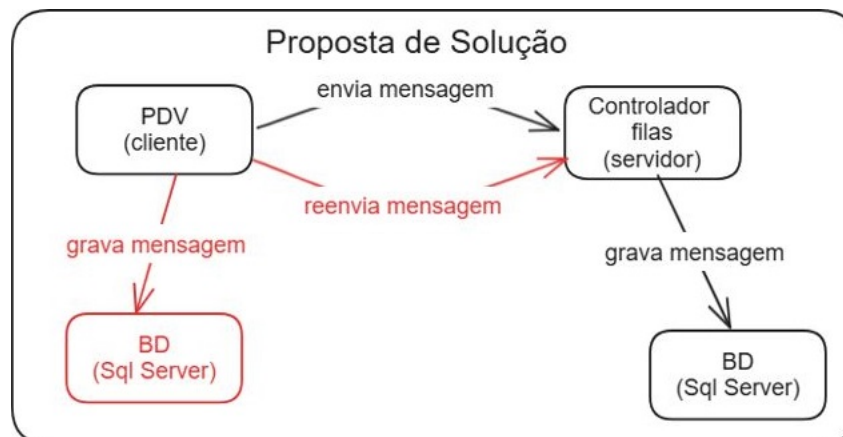 Proposta de Solução
envia mensagem
PDV
(cliente)
Controlador
filas
(servidor)
reenvia mensagem
grava mensagem
grava mensagem
BD
(Sql Server)
BD
(Sql Server)